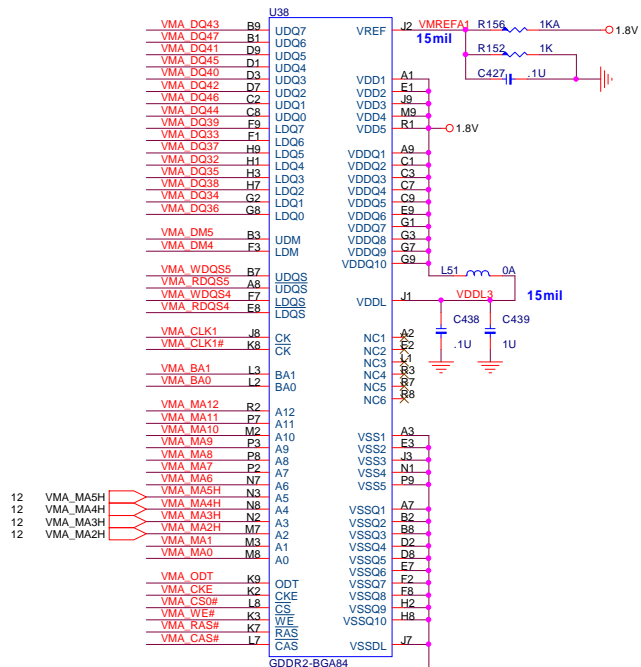 U38
VMA_DQ43 B9 UDQ7
VMA_DQ47 B1 UDQ6
VMA_DQ41 D9 UDQ5
VMA_DQ45 D1 UDQ4
VMA_DQ40 D3 UDQ3
VMA_DQ42 D7 UDQ2
VMA_DQ46 C2 UDQ1
VMA_DQ44 C8 UDQ0
VMA_DQ39 F9 LDQ7
VMA_DQ33 F1 LDQ6
VMA_DQ37 H9 LDQ5
VMA_DQ32 H1 LDQ4
VMA_DQ35 H3 LDQ3
VMA_DQ38 H7 LDQ2
VMA_DQ34 G2 LDQ1
VMA_DQ36 G8 LDQ0
VMA_DM5 B3 UDM
VMA_DM4 F3 LDM
VMA_WDQS5 B7 UDQS
VMA_RDQS5 A8 UDQS
VMA_WDQS4 F7 LDQS
VMA_RDQS4 E8 LDQS
VMA_CLK1 J8 CK
VMA_CLK1# K8 CK
VMA_BA1 L3 BA1
VMA_BA0 L2 BA0
VMA_MA12 R2 A12
VMA_MA11 P7 A11
VMA_MA10 M2 A10
VMA_MA9 P3 A9
VMA_MA8 P8 A8
VMA_MA7 P2 A7
VMA_MA6 N7 A6
12 VMA_MA5H VMA_MA5H N3 A5
12 VMA_MA4H VMA_MA4H N8 A4
12 VMA_MA3H VMA_MA3H N2 A3
12 VMA_MA2H VMA_MA2H M7 A2
VMA_MA1 M3 A1
VMA_MA0 M8 A0
VMA_ODT K9 ODT
VMA_CKE K2 CKE
VMA_CS0# L8 CS
VMA_WE# K3 WE
VMA_RAS# K7 RAS
VMA_CAS# L7 CAS
GDDR2-BGA84
VREF J2 VMREFA1 R156 1KA 1.8V
15mil
R152 1K
C427 .1U
VDD1 A1
VDD2 E1
VDD3 J9
VDD4 M9
VDD5 R1 1.8V
VDDQ1 A9
VDDQ2 C1
VDDQ3 C3
VDDQ4 C7
VDDQ5 C9
VDDQ6 E9
VDDQ7 G1
VDDQ8 G3
VDDQ9 G7
VDDQ10 G9
L51 0A
VDDL J1 VDDL3 15mil
C438 C439
.1U 1U
NC1 A2
NC2 E2
NC3 L1
NC4 R3
NC5 R7
NC6 R8
VSS1 A3
VSS2 E3
VSS3 J3
VSS4 N1
VSS5 P9
VSSQ1 A7
VSSQ2 B2
VSSQ3 B8
VSSQ4 D2
VSSQ5 D8
VSSQ6 E7
VSSQ7 F2
VSSQ8 F8
VSSQ9 H2
VSSQ10 H8
VSSDL J7